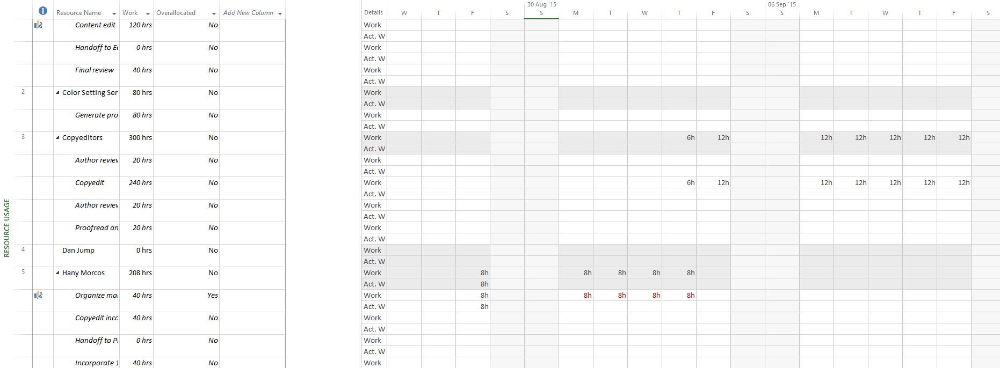 30 Aug '15 06 Sep '15
Resource Name Work Overallocated Add New Column Details W T F S S M T W T F S S M T W T F S
Content edit 120 hrs No Work
Act. W
Handoff to Ec 0 hrs No Work
Act. W
Final review 40 hrs No Work
Act. W
2 Color Setting Ser 80 hrs No Work
Act. W
Generate pro 80 hrs No Work
Act. W
3 Copyeditors 300 hrs No Work 6h 12h 12h 12h 12h 12h 12h
Act. W
Author review 20 hrs No Work
Act. W
Copyedit 240 hrs No Work 6h 12h 12h 12h 12h 12h 12h
Act. W
Author review 20 hrs No Work
Act. W
Proofread an 20 hrs No Work
Act. W
4 Dan Jump 0 hrs No Work
Act. W
5 Hany Morcos 208 hrs No Work 8h 8h 8h 8h 8h
Act. W 8h
Organize mai 40 hrs Yes Work 8h 8h 8h 8h 8h
Act. W 8h
Copyedit inco 40 hrs No Work
Act. W
Handoff to Pi 0 hrs No Work
Act. W
Incorporate 1 40 hrs No Work
RESOURCE USAGE